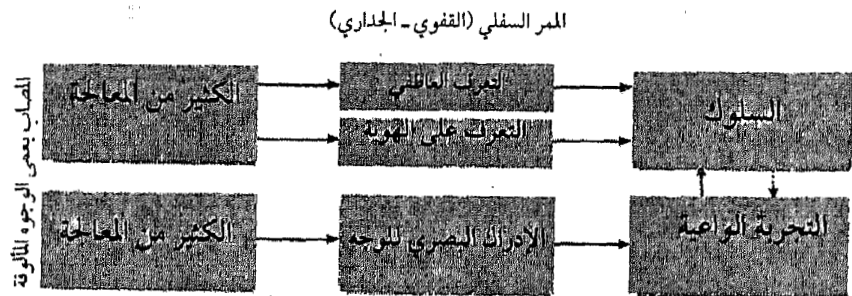 الممر السفلي (القفوي - الجداري)
المصاب بعمى الوجوه المألوفة
الكثير من المعالجة
التعرف العاطفي
السلوك
التعرف على الهوية
الكثير من المعالجة
الإدراك البصري للوجه
التجربة الواعية